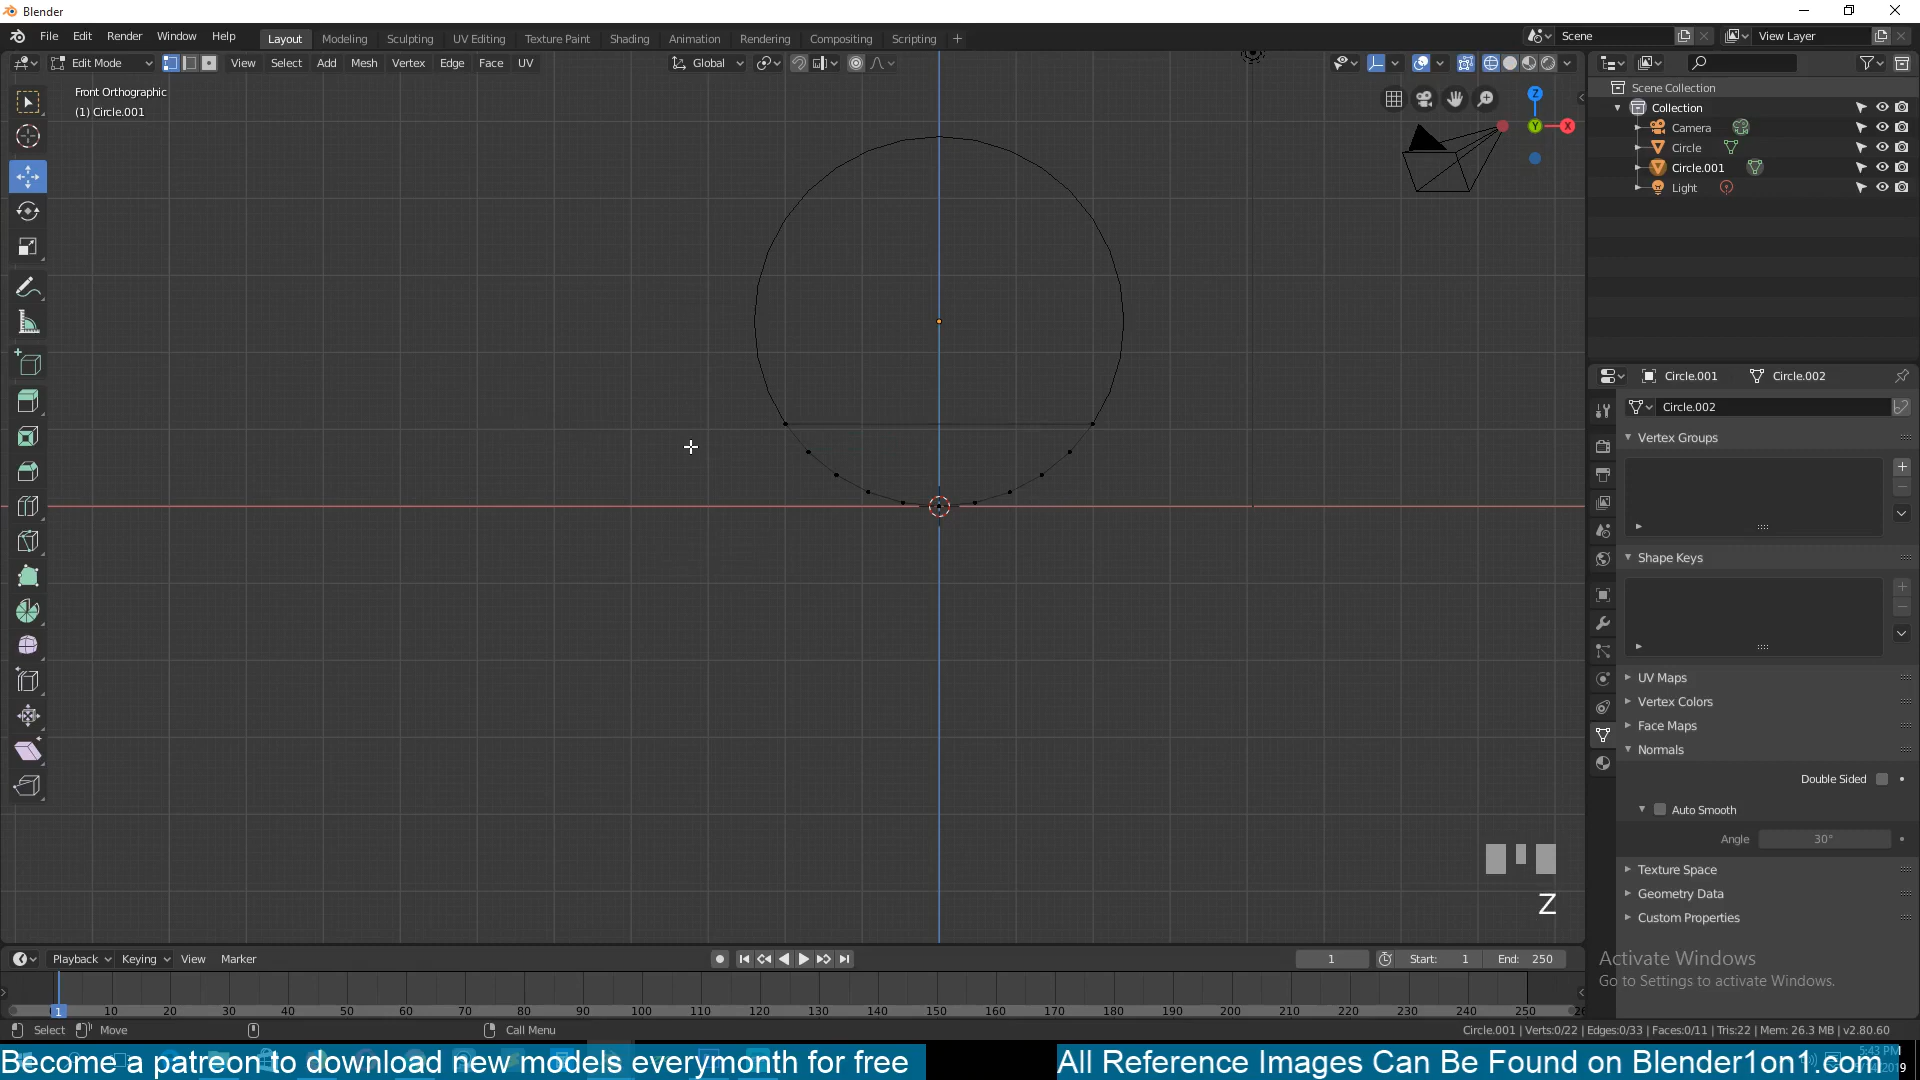 Blender
File Edit Render Window Help Layout Modeling Sculpting UV Editing Texture Paint Shading Animation Rendering Compositing Scripting Scene View Layer
Edit Mode View Select Add Mesh Vertex Edge Face UV Global
Front Orthographic
(1) Circle.001
Z
Y
X
Scene Collection
Collection
Camera
Circle
Circle.001
Light
Circle.001 Circle.002
Circle.002
Vertex Groups
Shape Keys
UV Maps
Vertex Colors
Face Maps
Normals
Double Sided
Auto Smooth
Angle 30°
Texture Space
Geometry Data
Custom Properties
Z
Activate Windows
Go to Settings to activate Windows.
Playback Keying View Marker 1 Start: 1 End: 250
1 10 20 30 40 50 60 70 80 90 100 110 120 130 140 150 160 170 180 190 200 210 220 230 240 250
Select Move Call Menu Circle.001 | Verts:0/22 | Edges:0/33 | Faces:0/11 | Tris:22 | Mem: 26.3 MB | v2.80.60
Become a patreon to download new models everymonth for free All Reference Images Can Be Found on Blender1on1.com
5:43 PM